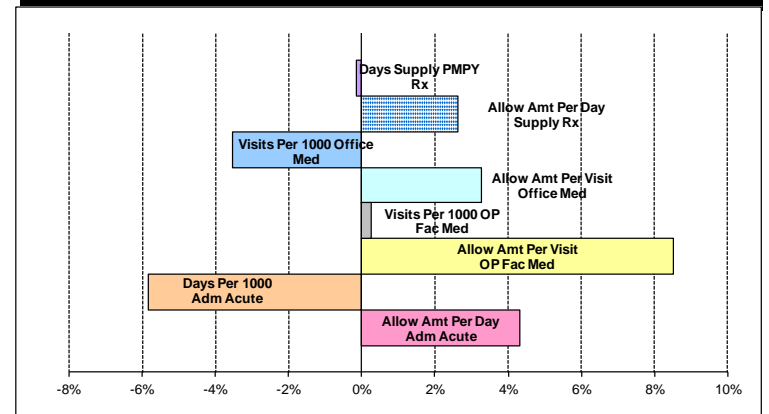 Days Supply PMPY
Rx
Allow Amt Per Day
Supply Rx
Visits Per 1000 Office
Med
Allow Amt Per Visit
Office Med
Visits Per 1000 OP
Fac Med
Allow Amt Per Visit
OP Fac Med
Days Per 1000
Adm Acute
Allow Amt Per Day
Adm Acute
-8% -6% -4% -2% 0% 2% 4% 6% 8% 10%